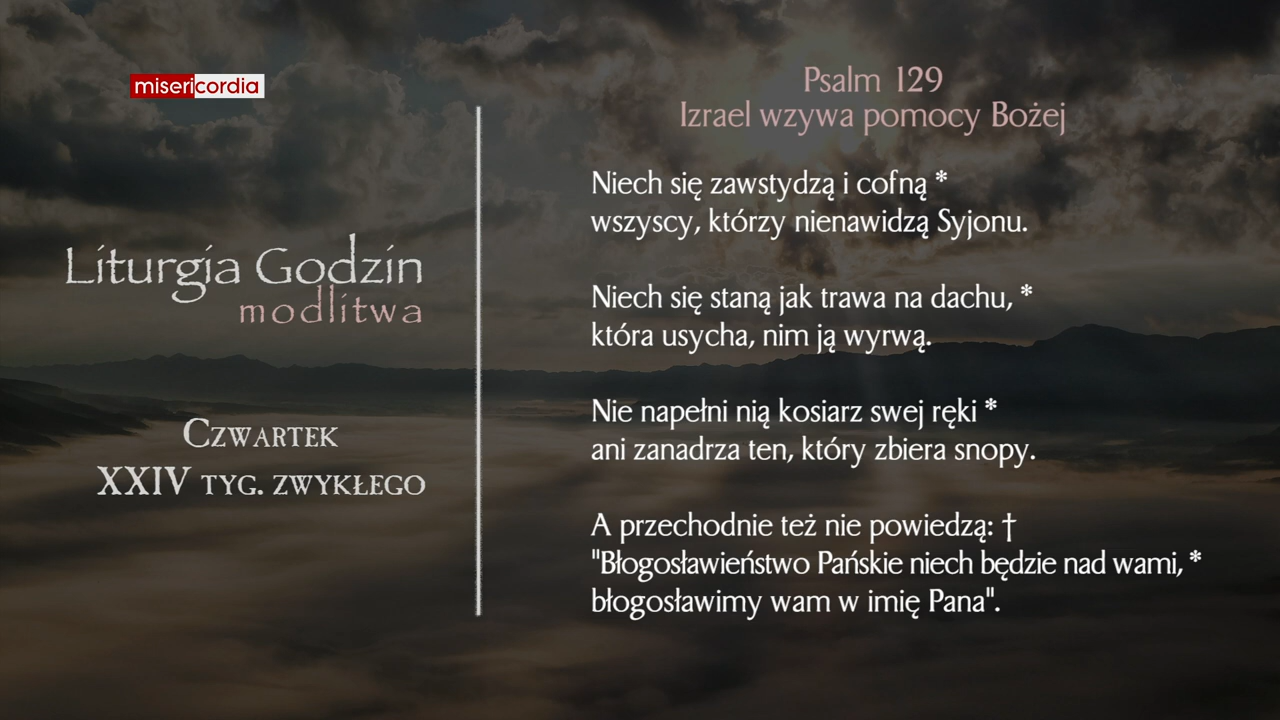 misericordia
Liturgia Godzin
modlitwa
Czwartek
XXIV tyg. zwykłego
Psalm 129
Izrael wzywa pomocy Bożej
Niech się zawstydzą i cofną *
wszyscy, którzy nienawidzą Syjonu.
Niech się staną jak trawa na dachu, *
która usycha, nim ją wyrwą.
Nie napełni nią kosiarz swej ręki *
ani zanadrza ten, który zbiera snopy.
A przechodnie też nie powiedzą: †
"Błogosławieństwo Pańskie niech będzie nad wami, *
błogosławimy wam w imię Pana".